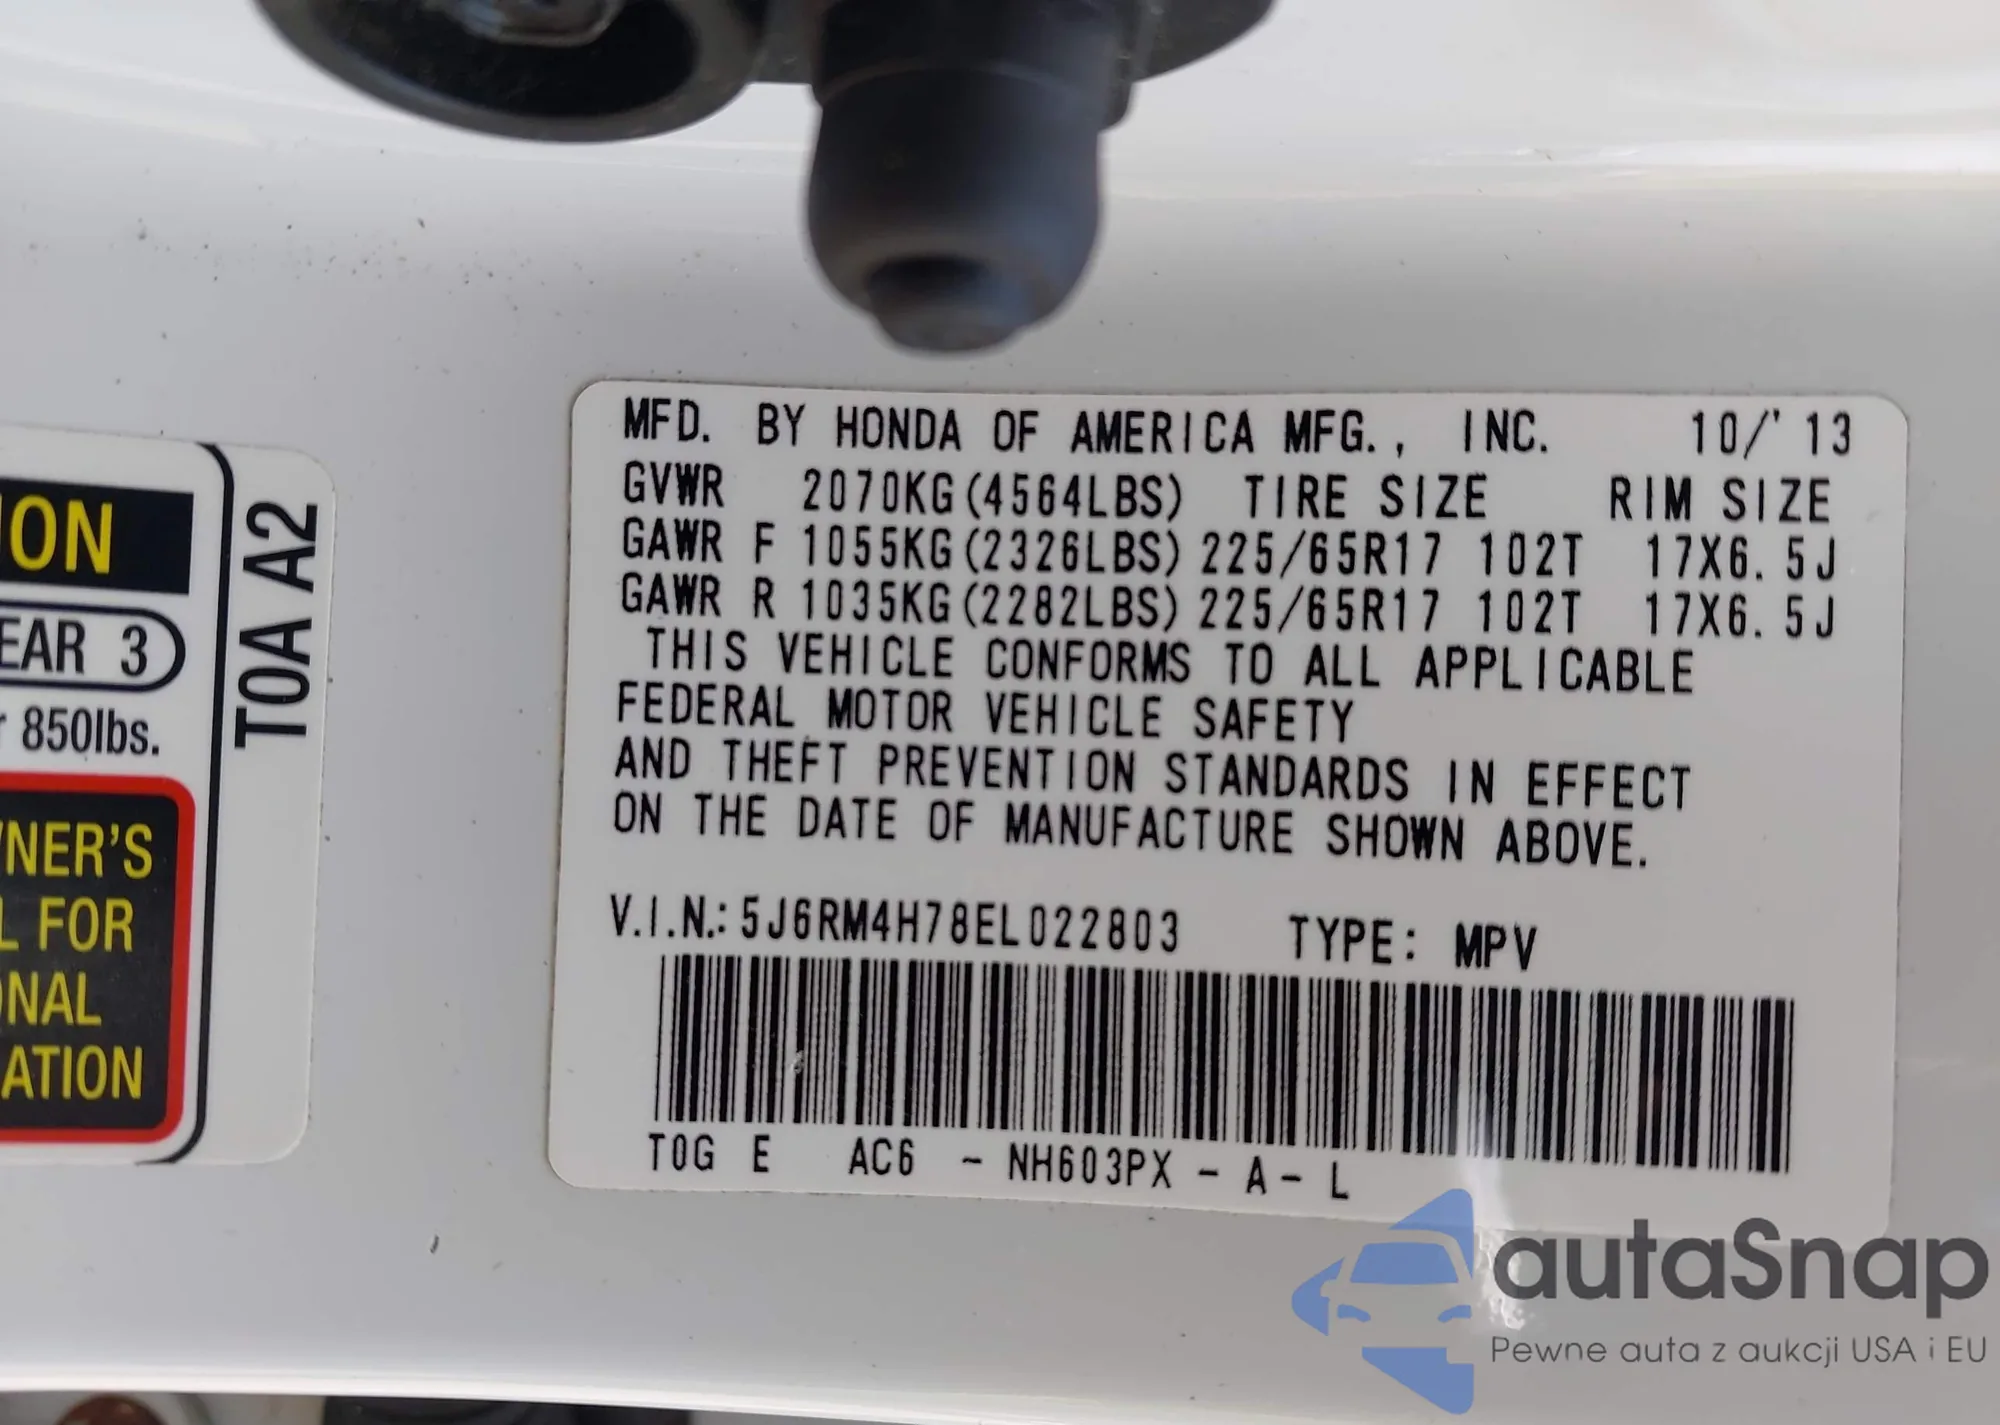 ION
EAR 3
r 850lbs.
NER'S
L FOR
NAL
ATION
T0A A2
MFD. BY HONDA OF AMERICA MFG., INC. 10/'13
GVWR 2070KG(4564LBS) TIRE SIZE RIM SIZE
GAWR F 1055KG(2326LBS) 225/65R17 102T 17X6.5J
GAWR R 1035KG(2282LBS) 225/65R17 102T 17X6.5J
THIS VEHICLE CONFORMS TO ALL APPLICABLE
FEDERAL MOTOR VEHICLE SAFETY
AND THEFT PREVENTION STANDARDS IN EFFECT
ON THE DATE OF MANUFACTURE SHOWN ABOVE.
V.I.N.: 5J6RM4H78EL022803 TYPE: MPV
T0G E AC6 - NH603PX - A - L
autaSnap
Pewne auta z aukcji USA i EU